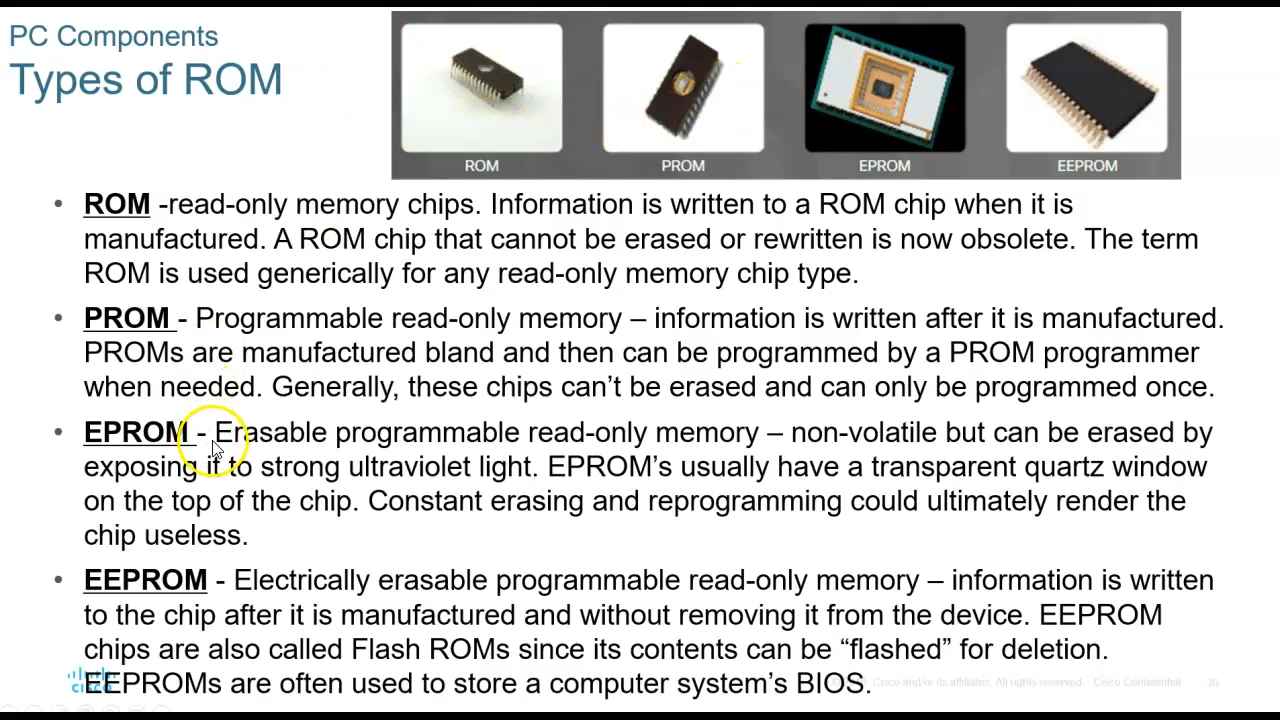 PC Components
Types of ROM
ROM
PROM
EPROM
EEPROM
• ROM -read-only memory chips. Information is written to a ROM chip when it is
manufactured. A ROM chip that cannot be erased or rewritten is now obsolete. The term
ROM is used generically for any read-only memory chip type.
• PROM - Programmable read-only memory – information is written after it is manufactured.
PROMs are manufactured bland and then can be programmed by a PROM programmer
when needed. Generally, these chips can’t be erased and can only be programmed once.
• EPROM - Erasable programmable read-only memory – non-volatile but can be erased by
exposing it to strong ultraviolet light. EPROM’s usually have a transparent quartz window
on the top of the chip. Constant erasing and reprogramming could ultimately render the
chip useless.
• EEPROM - Electrically erasable programmable read-only memory – information is written
to the chip after it is manufactured and without removing it from the device. EEPROM
chips are also called Flash ROMs since its contents can be “flashed” for deletion.
EEPROMs are often used to store a computer system’s BIOS.
CISCO
Cisco and/or its affiliates. All rights reserved. Cisco Confidential 30